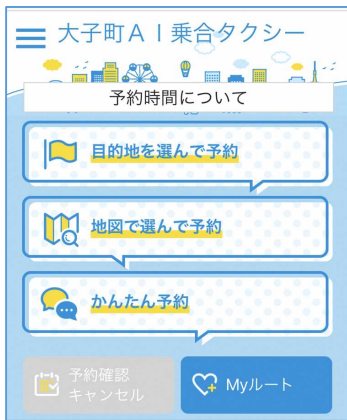 大子町AI乗合タクシー
予約時間について
目的地を選んで予約
地図で選んで予約
かんたん予約
予約確認
キャンセル
Myルート